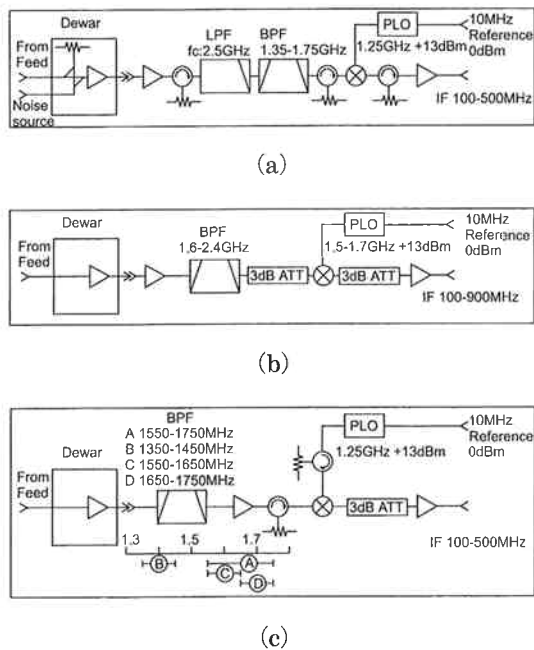 Dewar
From Feed
Noise source
LPF
fc:2.5GHz
BPF
1.35-1.75GHz
PLO
1.25GHz +13dBm
10MHz
Reference
0dBm
IF 100-500MHz
(a)
Dewar
From Feed
BPF
1.6-2.4GHz
3dB ATT
PLO
1.5-1.7GHz +13dBm
3dB ATT
10MHz
Reference
0dBm
IF 100-900MHz
(b)
Dewar
From Feed
BPF
A 1550-1750MHz
B 1350-1450MHz
C 1550-1650MHz
D 1650-1750MHz
1.3 1.5 1.7
B C A D
PLO
1.25GHz +13dBm
3dB ATT
10MHz
Reference
0dBm
IF 100-500MHz
(c)